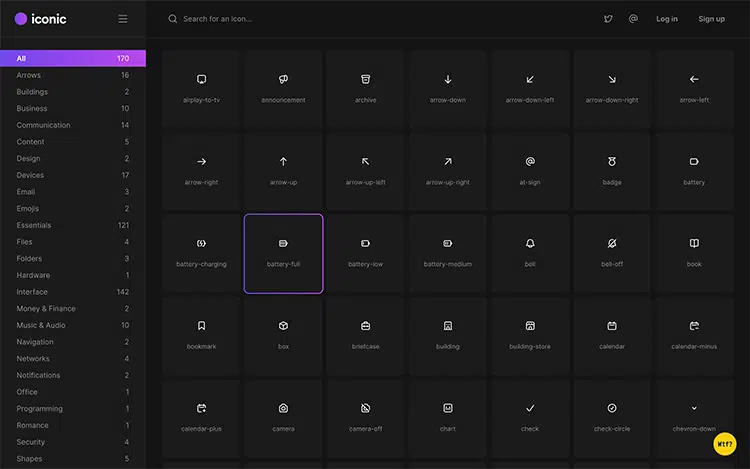 iconic
Search for an icon...
Log in
Sign up
All 170
Arrows 16
Buildings 2
Business 10
Communication 14
Content 5
Design 2
Devices 17
Email 3
Emojis 2
Essentials 121
Files 4
Folders 3
Hardware 1
Interface 142
Money & Finance 2
Music & Audio 10
Navigation 2
Networks 4
Notifications 2
Office 1
Programming 1
Romance 1
Security 4
Shapes 5
airplay-to-tv announcement archive arrow-down arrow-down-left arrow-down-right arrow-left
arrow-right arrow-up arrow-up-left arrow-up-right at-sign badge battery
battery-charging battery-full battery-low battery-medium bell bell-off book
bookmark box briefcase building building-store calendar calendar-minus
calendar-plus camera camera-off chart check check-circle chevron-down
Wtf?